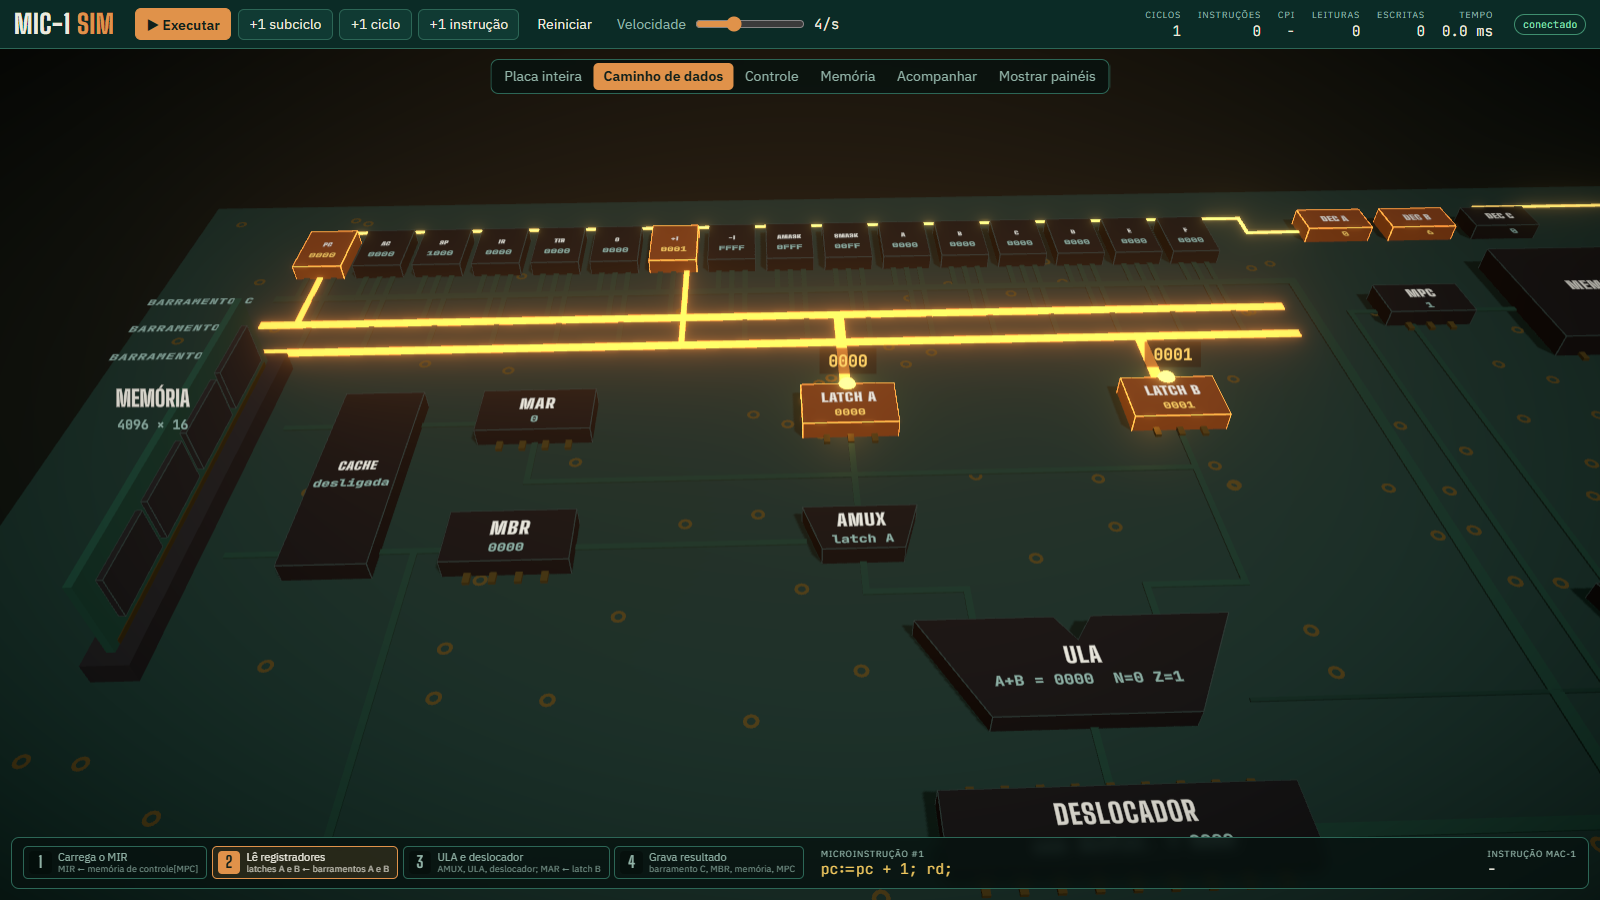 MIC-1 SIM
▶ Executar
+1 subciclo
+1 ciclo
+1 instrução
Reiniciar
Velocidade
4/s
CICLOS
1
INSTRUÇÕES
0
CPI
-
LEITURAS
0
ESCRITAS
0
TEMPO
0.0 ms
conectado
Placa inteira
Caminho de dados
Controle
Memória
Acompanhar
Mostrar painéis
PC
0000
AC
0000
SP
1000
IR
0000
TIR
0000
0
0000
+1
0001
-1
FFFF
AMASK
0FFF
SMASK
00FF
A
0000
B
0000
C
0000
D
0000
E
0000
F
0000
DEC A
0
DEC B
6
DEC C
0
MPC
1
BARRAMENTO C
BARRAMENTO
BARRAMENTO
MEMÓRIA
4096 × 16
CACHE
desligada
MAR
0
MBR
0000
0000
LATCH A
0000
0001
LATCH B
0001
AMUX
latch A
ULA
A+B = 0000 N=0 Z=1
DESLOCADOR
1
Carrega o MIR
MIR ← memória de controle[MPC]
2
Lê registradores
latches A e B ← barramentos A e B
3
ULA e deslocador
AMUX, ULA, deslocador; MAR ← latch B
4
Grava resultado
barramento C, MBR, memória, MPC
MICROINSTRUÇÃO #1
pc:=pc + 1; rd;
INSTRUÇÃO MAC-1
-